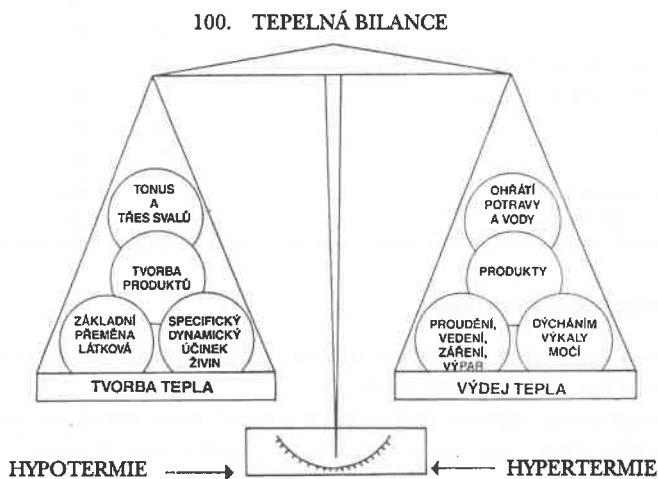 100. TEPELNÁ BILANCE
TONUS
A
TŘES SVALŮ
TVORBA
PRODUKTŮ
ZÁKLADNÍ
PŘEMĚNA
LÁTKOVÁ
SPECIFICKÝ
DYNAMICKÝ
ÚČINEK
ŽIVIN
TVORBA TEPLA
OHŘÁTÍ
POTRAVY
A VODY
PRODUKTY
PROUDĚNÍ,
VEDENÍ,
ZÁŘENÍ,
VÝPAR
DÝCHÁNÍM
VÝKALY
MOČÍ
VÝDEJ TEPLA
HYPOTERMIE
HYPERTERMIE